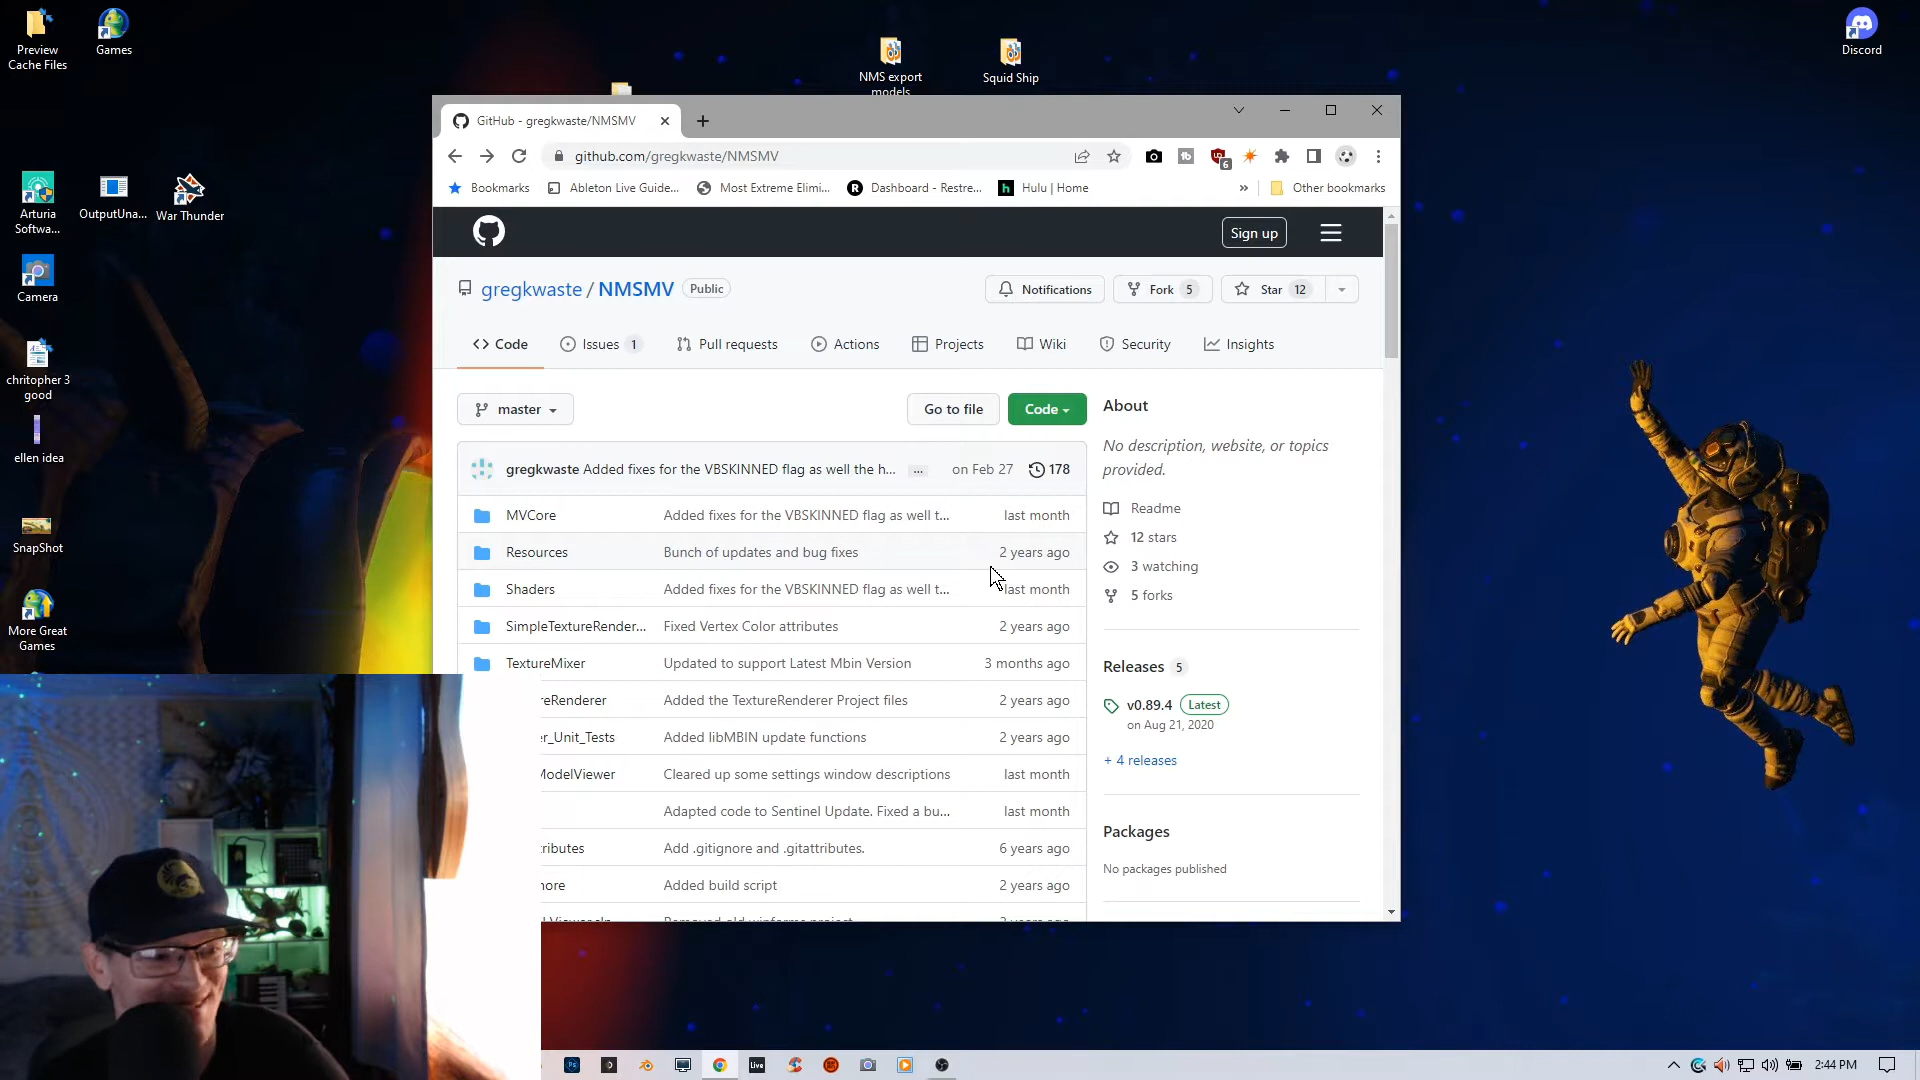 Preview
Cache Files
Games
NMS export
models
Squid Ship
Discord
Arturia
Softwa...
OutputUna...
War Thunder
Camera
chritopher 3
good
ellen idea
SnapShot
More Great
Games
GitHub - gregkwaste/NMSMV
github.com/gregkwaste/NMSMV
6
Bookmarks
Ableton Live Guide...
Most Extreme Elimi...
Dashboard - Restre...
Hulu | Home
»
Other bookmarks
Sign up
gregkwaste / NMSMV
Public
Notifications
Fork 5
Star 12
Code
Issues 1
Pull requests
Actions
Projects
Wiki
Security
Insights
master
Go to file
Code
gregkwaste Added fixes for the VBSKINNED flag as well the h... ... on Feb 27 178
MVCore Added fixes for the VBSKINNED flag as well t... last month
Resources Bunch of updates and bug fixes 2 years ago
Shaders Added fixes for the VBSKINNED flag as well t... last month
SimpleTextureRender... Fixed Vertex Color attributes 2 years ago
TextureMixer Updated to support Latest Mbin Version 3 months ago
reRenderer Added the TextureRenderer Project files 2 years ago
er_Unit_Tests Added libMBIN update functions 2 years ago
ModelViewer Cleared up some settings window descriptions last month
Adapted code to Sentinel Update. Fixed a bu... last month
ributes Add .gitignore and .gitattributes. 6 years ago
nore Added build script 2 years ago
About
No description, website, or topics
provided.
Readme
12 stars
3 watching
5 forks
Releases 5
v0.89.4 Latest
on Aug 21, 2020
+ 4 releases
Packages
No packages published
Ps
Live
2:44 PM